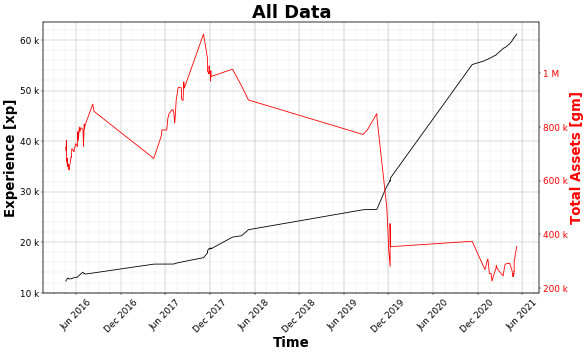 All Data
Experience [xp]
60 k
50 k
40 k
30 k
20 k
10 k
Total Assets [gm]
1 M
800 k
600 k
400 k
200 k
Jun 2016
Dec 2016
Jun 2017
Dec 2017
Jun 2018
Dec 2018
Jun 2019
Dec 2019
Jun 2020
Dec 2020
Jun 2021
Time